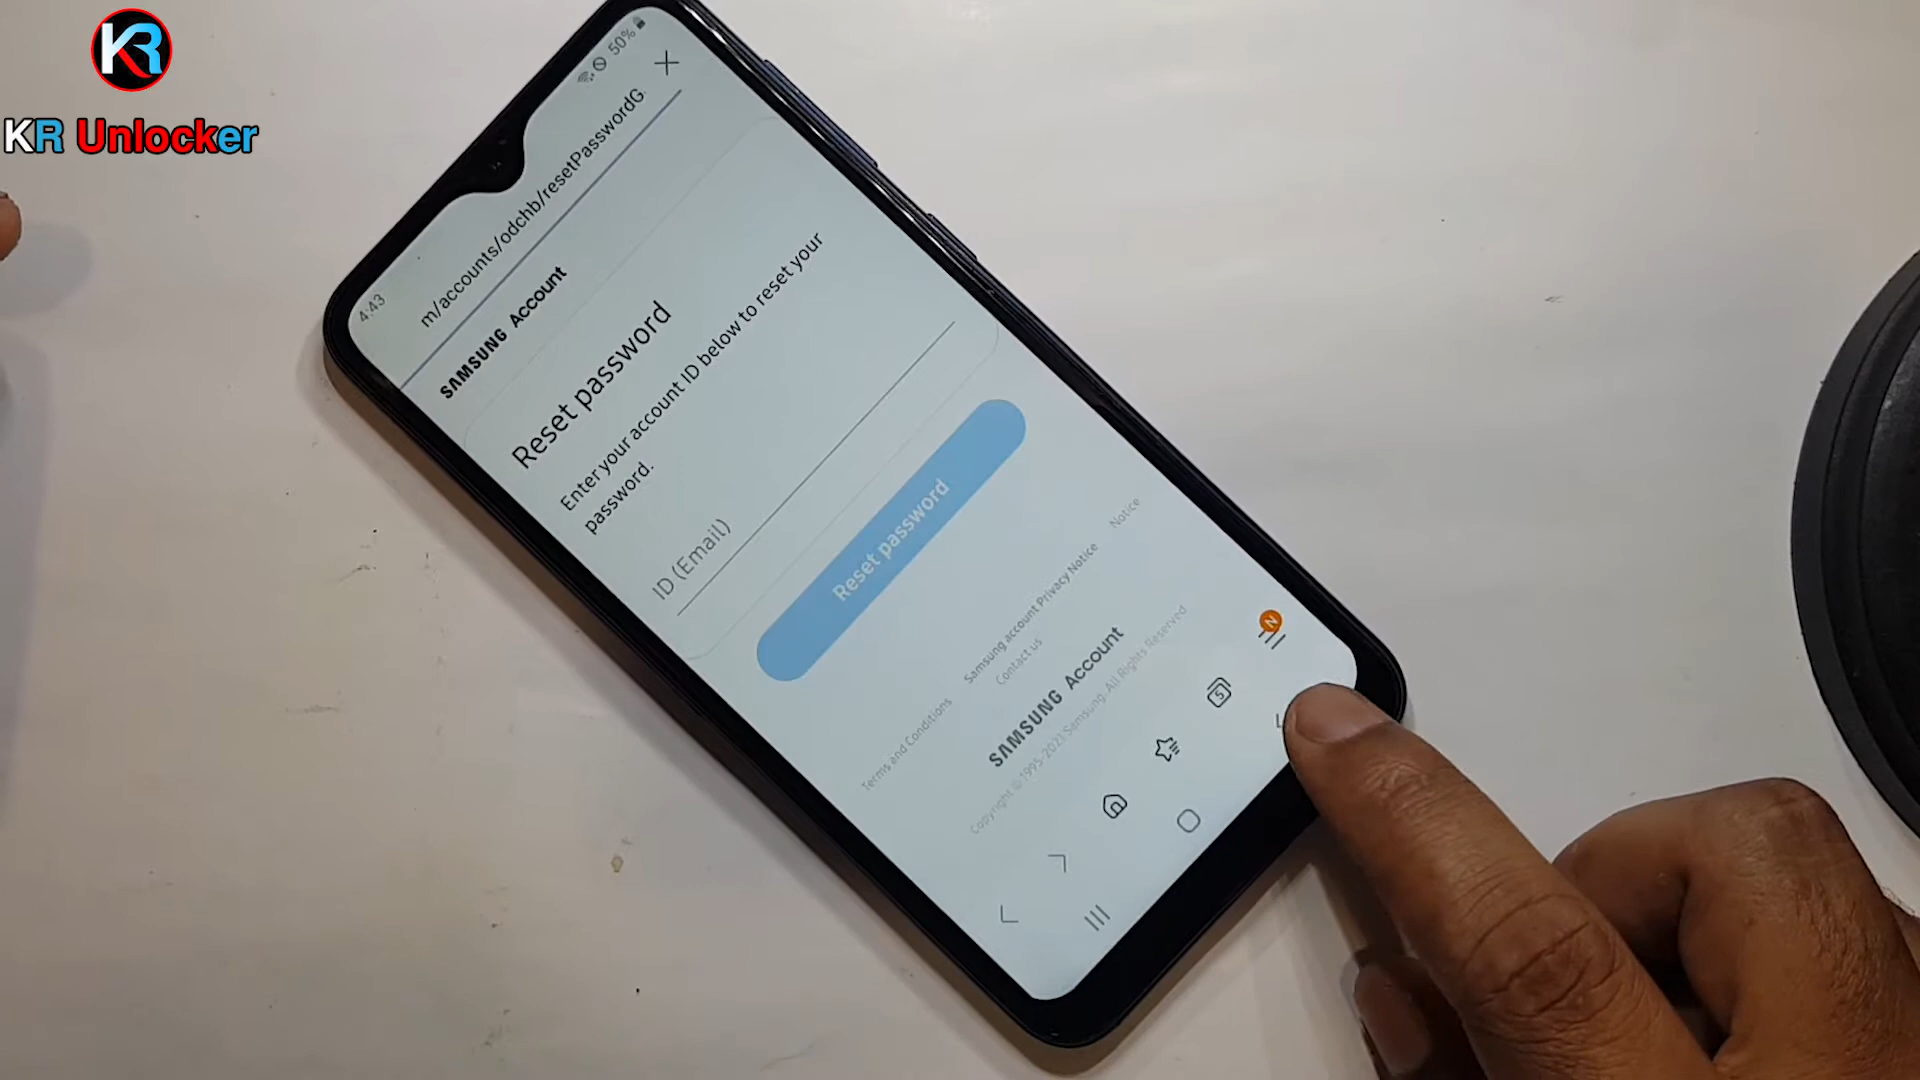 KR
KR Unlocker
4:43
50%
m/accounts/odchb/resetPasswordG
SAMSUNG Account
Reset password
Enter your account ID below to reset your
password.
ID (Email)
Reset password
Terms and Conditions
Samsung account Privacy Notice
Notice
Contact us
SAMSUNG Account
Copyright © 1995-2021 Samsung. All Rights Reserved
5
N